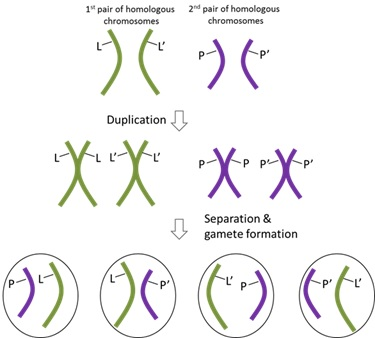 1st pair of homologous
chromosomes
2nd pair of homologous
chromosomes
L L’ P P’
Duplication
L L L’ L’ P P P’ P’
Separation &
gamete formation
P L L P’ L’ P P’ L’